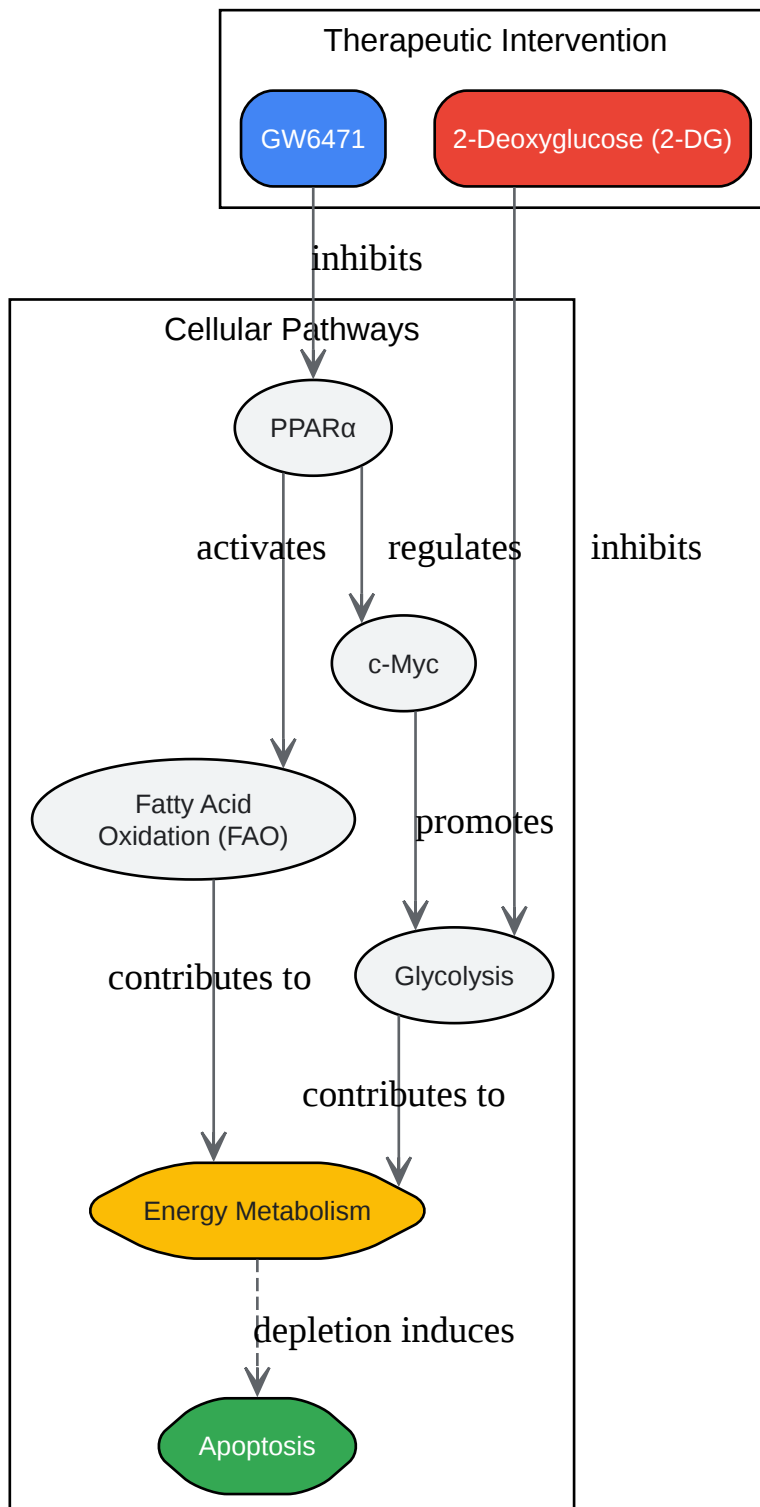 Therapeutic Intervention
GW6471
2-Deoxyglucose (2-DG)
inhibits
Cellular Pathways
PPARα
activates
regulates
inhibits
c-Myc
Fatty Acid
Oxidation (FAO)
promotes
Glycolysis
contributes to
contributes to
Energy Metabolism
depletion induces
Apoptosis